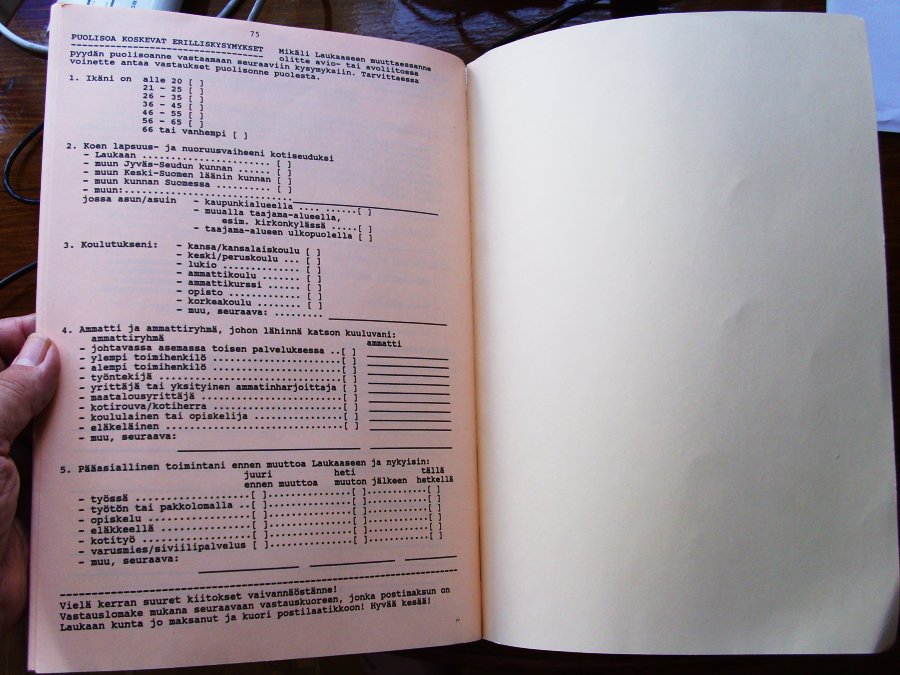 75
PUOLISOA KOSKEVAT ERILLISKYSYMYKSET Mikäli Laukaaseen muuttaessanne
olitte avio- tai avoliitossa
pyydän puolisoanne vastaamaan seuraaviin kysymyksiin. Tarvittaessa
voinette antaa vastaukset puolisonne puolesta.
1. Ikäni on alle 20 [ ]
21 - 25 [ ]
26 - 35 [ ]
36 - 45 [ ]
46 - 55 [ ]
56 - 65 [ ]
66 tai vanhempi [ ]
2. Koen lapsuus- ja nuoruusvaiheeni kotiseuduksi
- Laukaan ...................... [ ]
- muun Jyväs-Seudun kunnan ...... [ ]
- muun Keski-Suomen läänin kunnan [ ]
- muun kunnan Suomessa .......... [ ]
- muun:............................
jossa asun/asuin - kaupunkialueella .... ......[ ]
- muualla taajama-alueella,
esim. kirkonkylässä .....[ ]
- taajama-alueen ulkopuolella [ ]
3. Koulutukseni: - kansa/kansalaiskoulu [ ]
- keski/peruskoulu ... [ ]
- lukio .............. [ ]
- ammattikoulu ....... [ ]
- ammattikurssi ...... [ ]
- opisto ............. [ ]
- korkeakoulu ........ [ ]
- muu, seuraava: .........
4. Ammatti ja ammattiryhmä, johon lähinnä katson kuuluvani:
ammattiryhmä ammatti
- johtavassa asemassa toisen palveluksessa ..[ ]
- ylempi toimihenkilö .......................[ ]
- alempi toimihenkilö .......................[ ]
- työntekijä ................................[ ]
- yrittäjä tai yksityinen ammatinharjoittaja [ ]
- maatalousyrittäjä .........................[ ]
- kotirouva/kotiherra .......................[ ]
- koululainen tai opiskelija ................[ ]
- eläkeläinen ...............................[ ]
- muu, seuraava:
5. Pääasiallinen toimintani ennen muuttoa Laukaaseen ja nykyisin:
juuri heti tällä
ennen muuttoa muuton jälkeen hetkellä
- työssä ....................[ ]...............[ ]...........[ ]
- työtön tai pakkolomalla ..[ ]...............[ ]...........[ ]
- opiskelu ..................[ ]...............[ ]...........[ ]
- eläkkeellä ................[ ]...............[ ]...........[ ]
- kotityö ...................[ ]...............[ ]...........[ ]
- varusmies/siviilipalvelus [ ]...............[ ]...........[ ]
- muu, seuraava:
Vielä kerran suuret kiitokset vaivannäöstänne!
Vastauslomake mukana seuraavaan vastauskuoreen, jonka postimaksun on
Laukaan kunta jo maksanut ja kuori postilaatikkoon! Hyvää kesää!